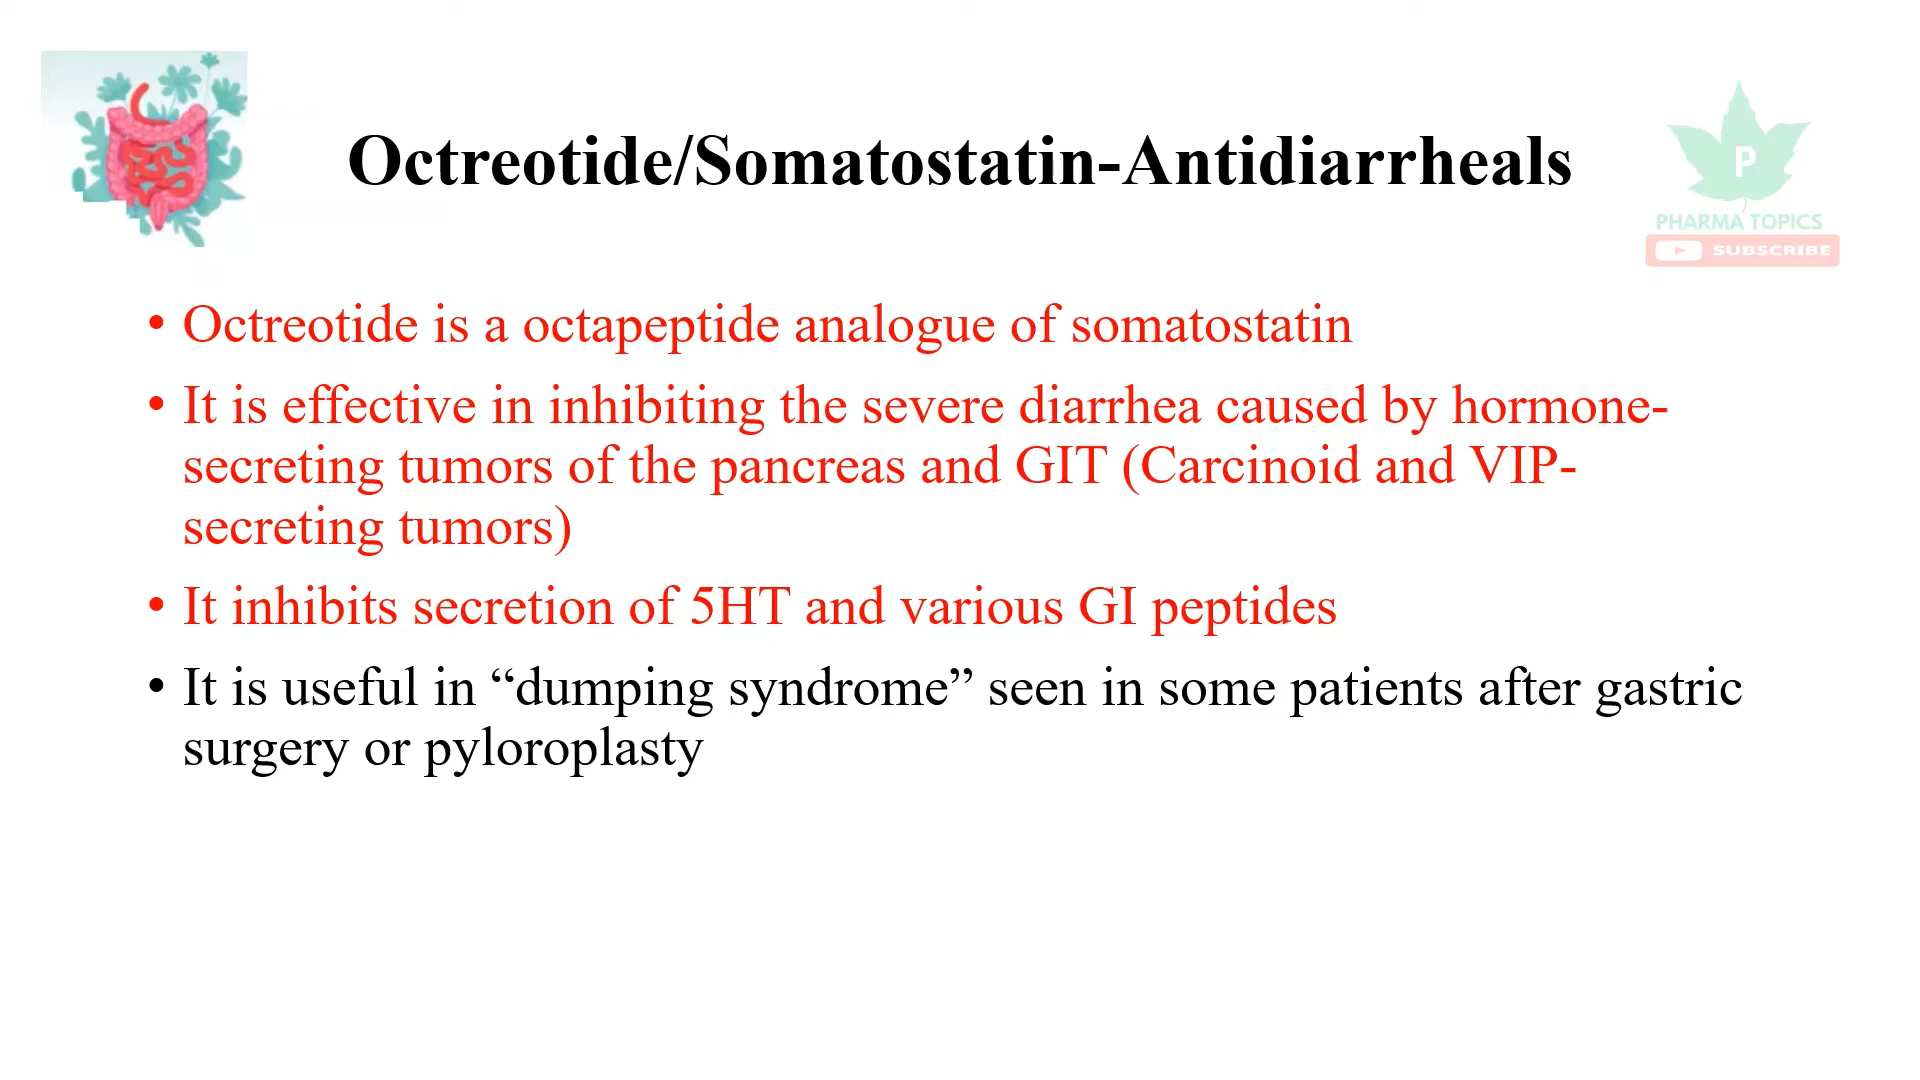 Octreotide/Somatostatin-Antidiarrheals
P
PHARMA TOPICS
SUBSCRIBE
• Octreotide is a octapeptide analogue of somatostatin
• It is effective in inhibiting the severe diarrhea caused by hormone-
secreting tumors of the pancreas and GIT (Carcinoid and VIP-
secreting tumors)
• It inhibits secretion of 5HT and various GI peptides
• It is useful in “dumping syndrome” seen in some patients after gastric
surgery or pyloroplasty